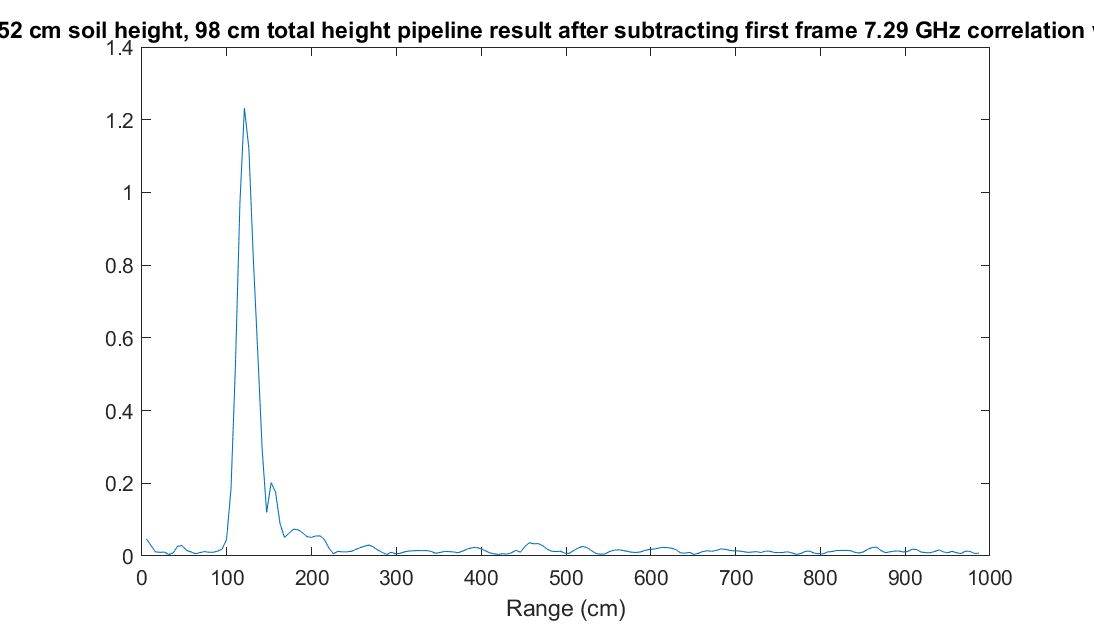 52 cm soil height, 98 cm total height pipeline result after subtracting first frame 7.29 GHz correlation
1.4
1.2
1
0.8
0.6
0.4
0.2
0
0 100 200 300 400 500 600 700 800 900 1000
Range (cm)